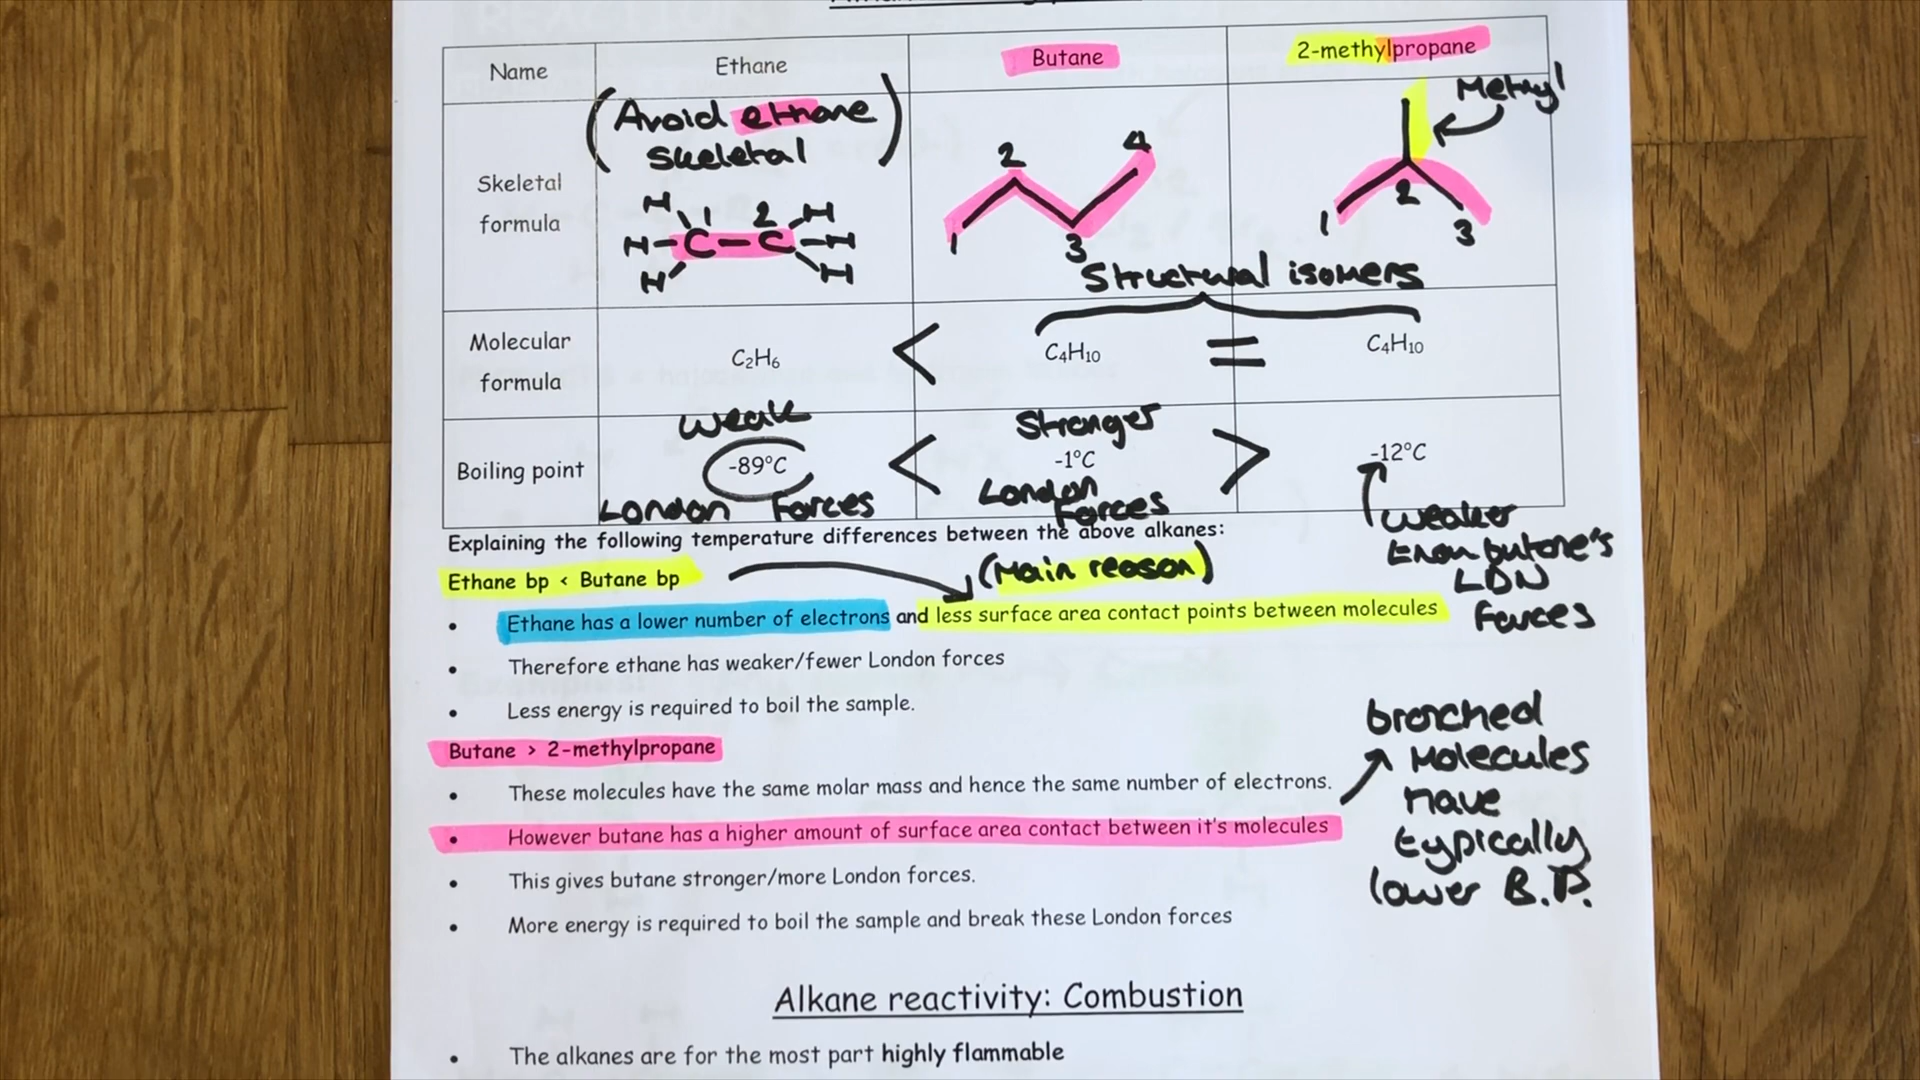 Name
Ethane
Butane
2-methylpropane
(Avoid ethane
skeletal)
Methyl
Skeletal
formula
H
1 2 H
H-C-C-H
H
H
1 2 3 4
1 2 3
Structural isomers
Molecular
formula
C₂H₆ < C₄H₁₀ = C₄H₁₀
Weak
Stronger
Boiling point
-89°C < -1°C > -12°C
London Forces
London
Forces
weaker
than butane's
LDN
Forces
Explaining the following temperature differences between the above alkanes:
Ethane bp < Butane bp
(Main reason)
• Ethane has a lower number of electrons and less surface area contact points between molecules
• Therefore ethane has weaker/fewer London forces
• Less energy is required to boil the sample.
Butane > 2-methylpropane
• These molecules have the same molar mass and hence the same number of electrons.
• However butane has a higher amount of surface area contact between it's molecules
• This gives butane stronger/more London forces.
• More energy is required to boil the sample and break these London forces
branched
molecules
have
typically
lower B.P.
Alkane reactivity: Combustion
• The alkanes are for the most part highly flammable